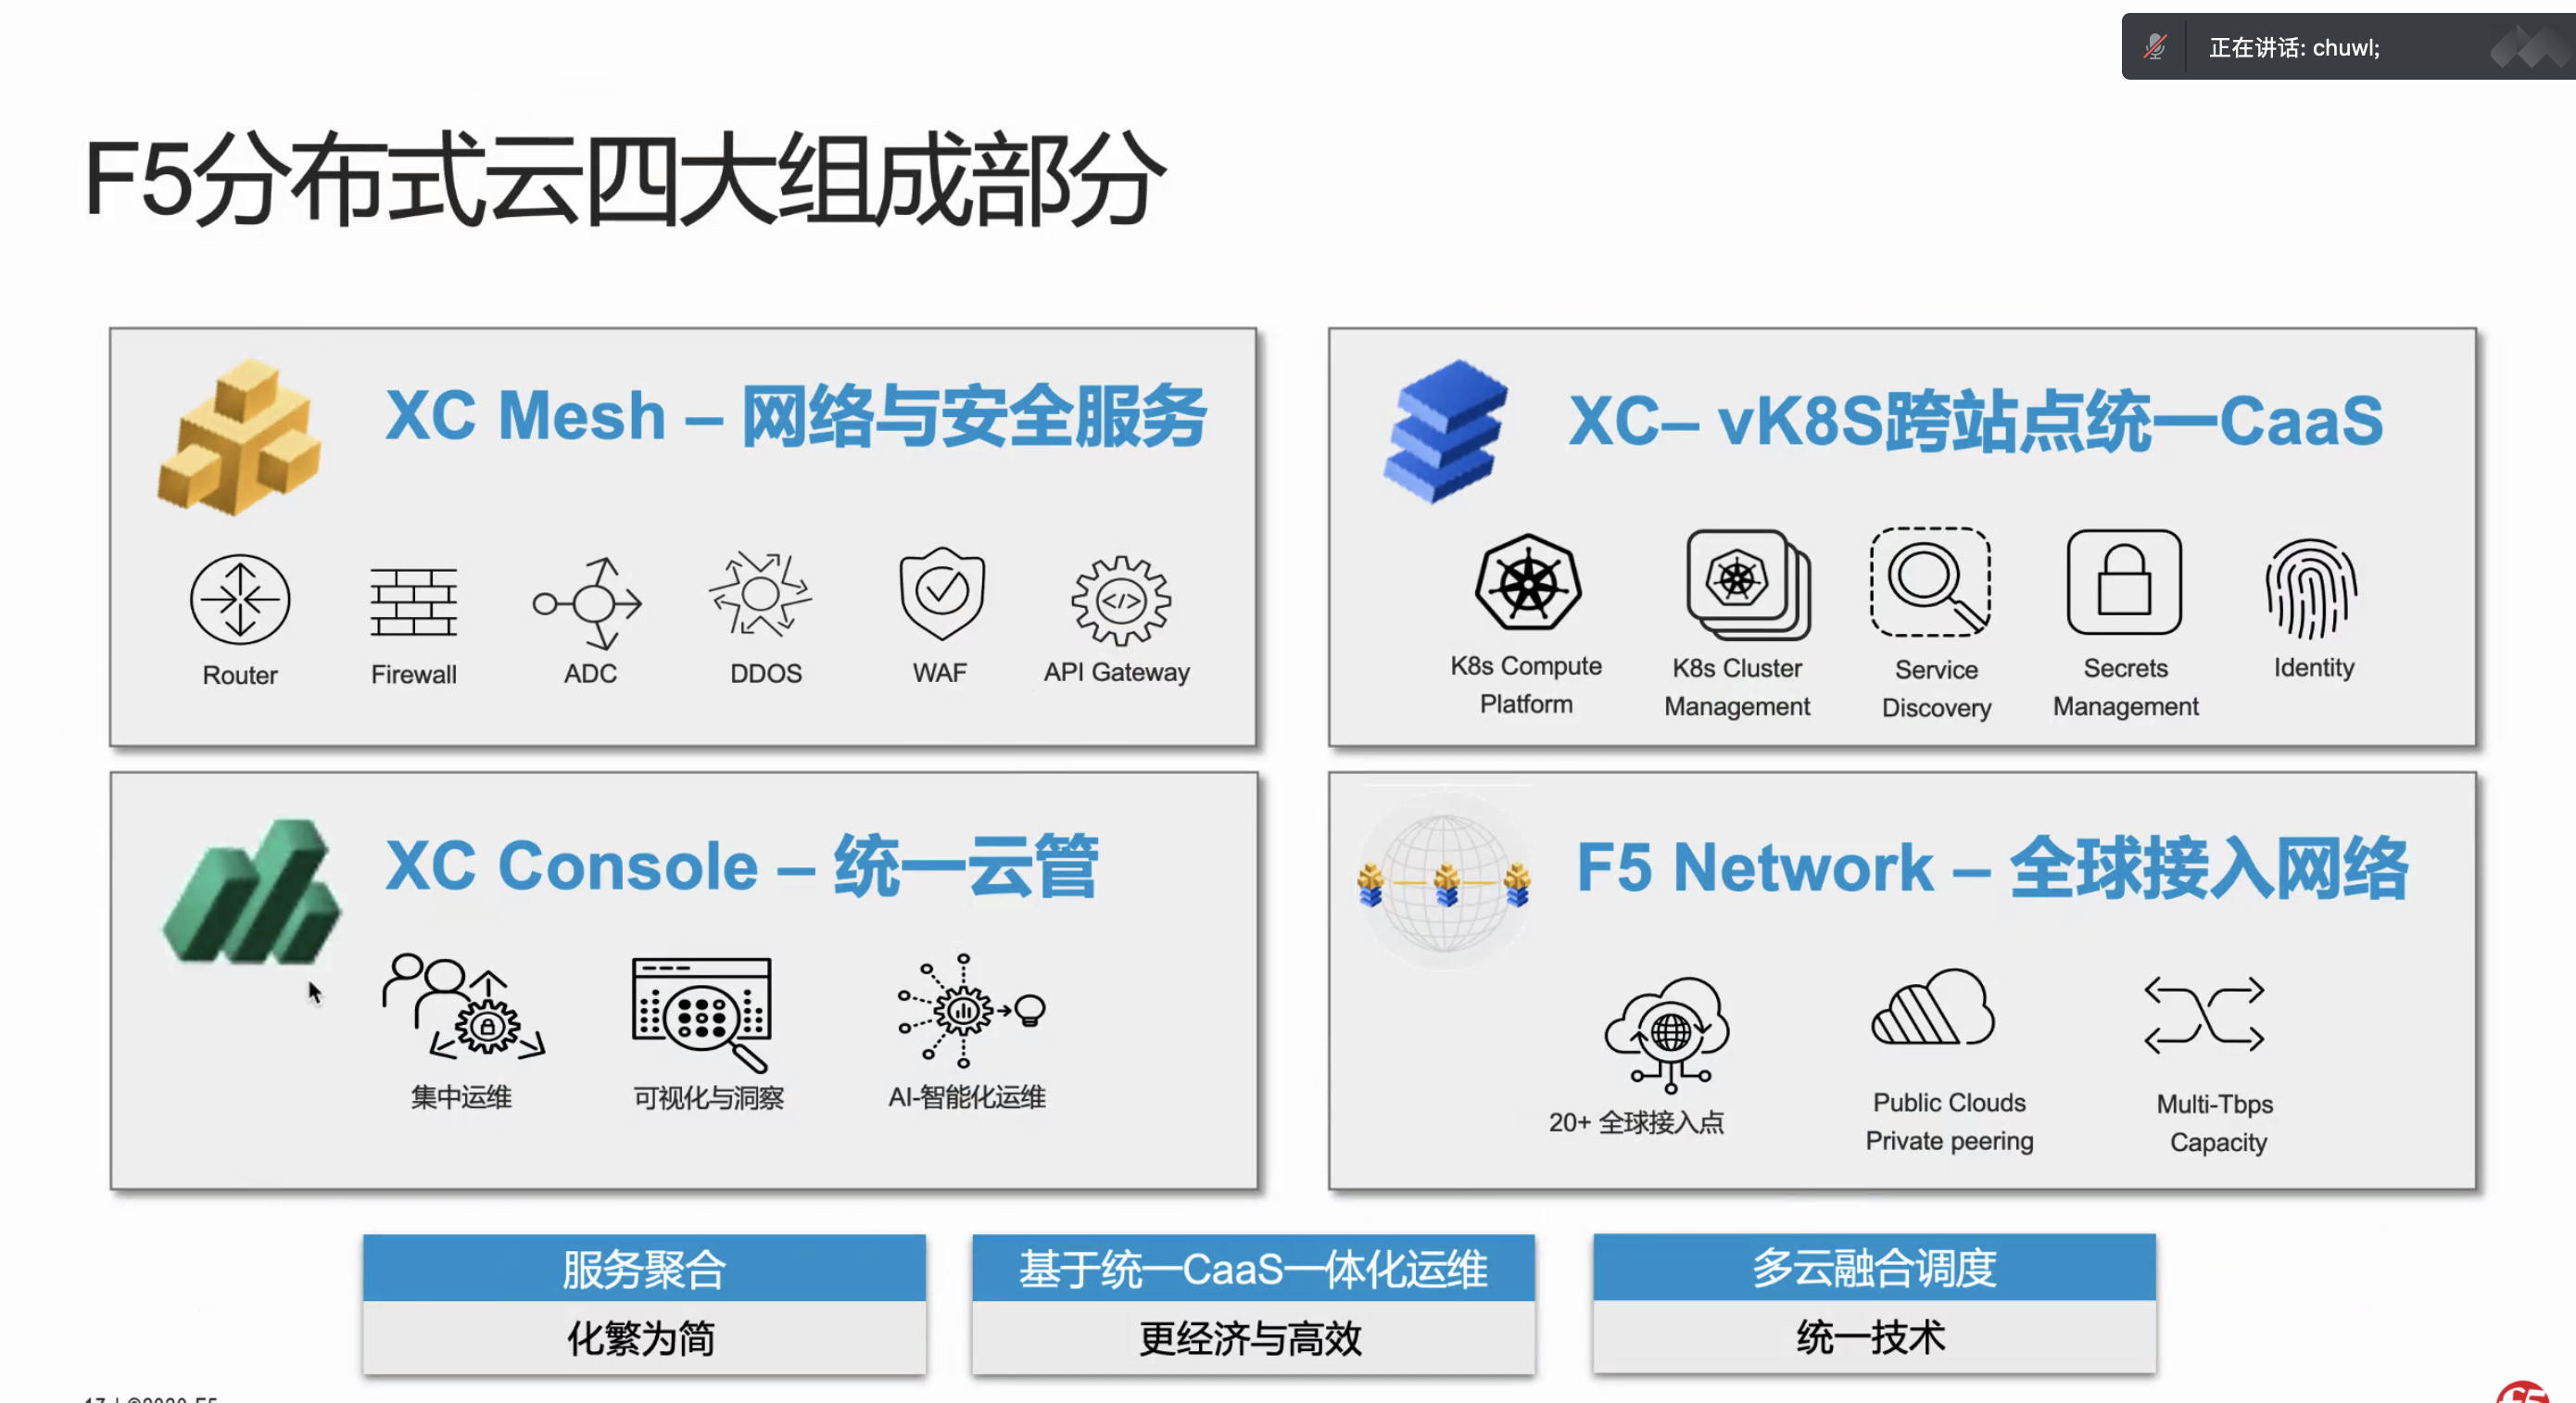 正在讲话: chuwl;
F5分布式云四大组成部分
XC Mesh – 网络与安全服务
Router
Firewall
ADC
DDOS
WAF
API Gateway
XC– vK8S跨站点统一CaaS
K8s Compute
Platform
K8s Cluster
Management
Service
Discovery
Secrets
Management
Identity
XC Console – 统一云管
集中运维
可视化与洞察
AI-智能化运维
F5 Network – 全球接入网络
20+ 全球接入点
Public Clouds
Private peering
Multi-Tbps
Capacity
服务聚合
化繁为简
基于统一CaaS一体化运维
更经济与高效
多云融合调度
统一技术